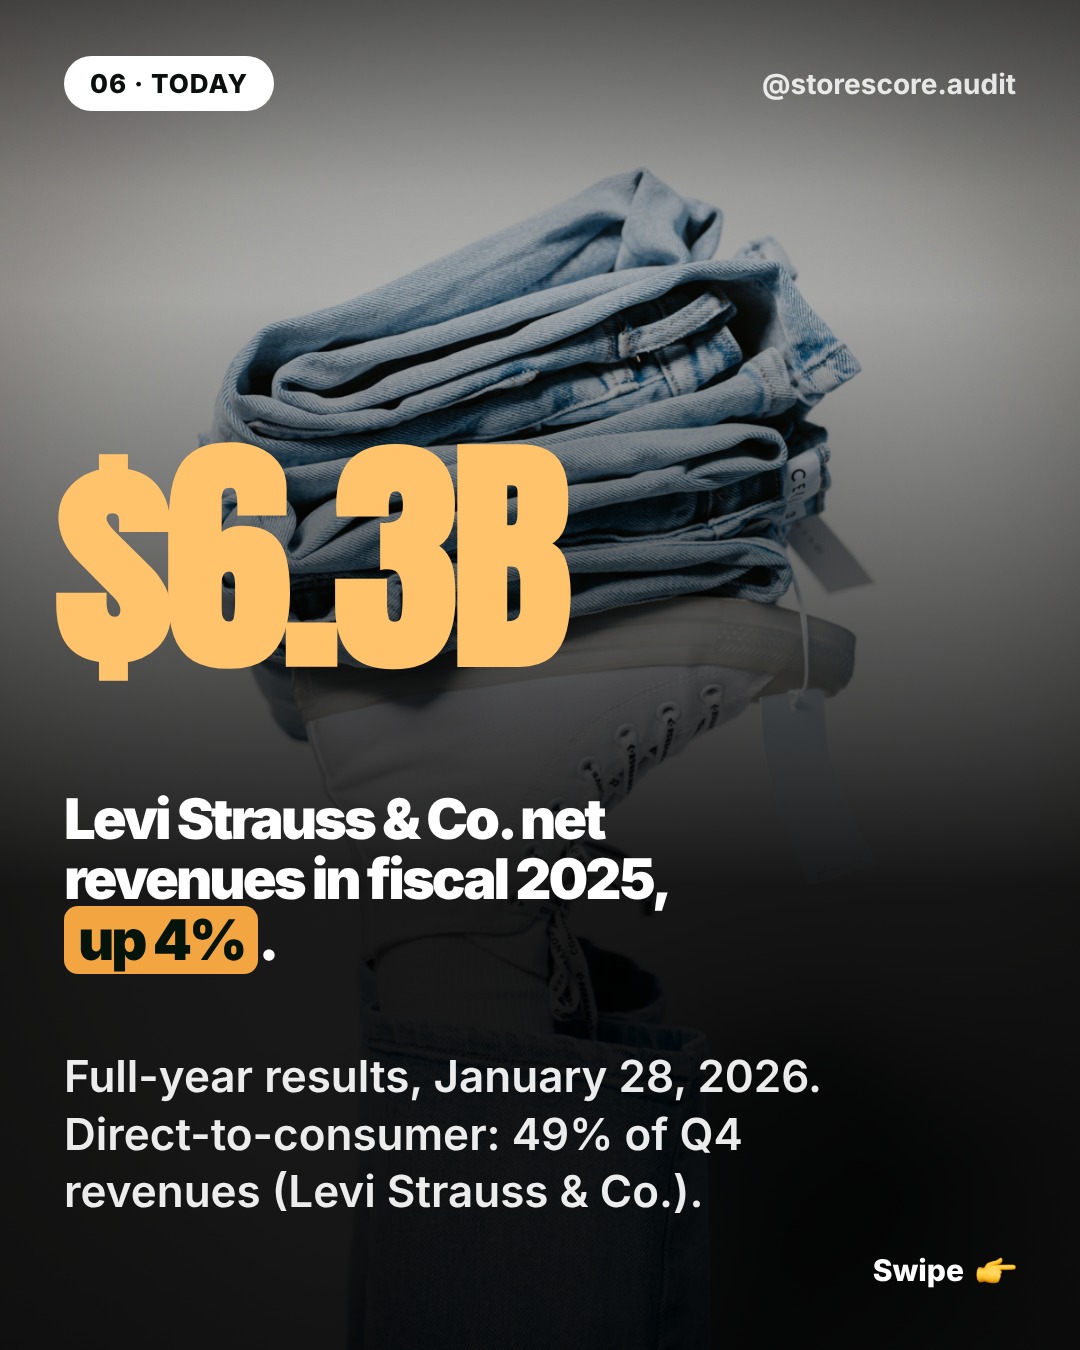 06 · TODAY
@storescore.audit
$6.3B
Levi Strauss & Co. net
revenues in fiscal 2025,
up 4%.
Full-year results, January 28, 2026.
Direct-to-consumer: 49% of Q4
revenues (Levi Strauss & Co.).
Swipe 👉